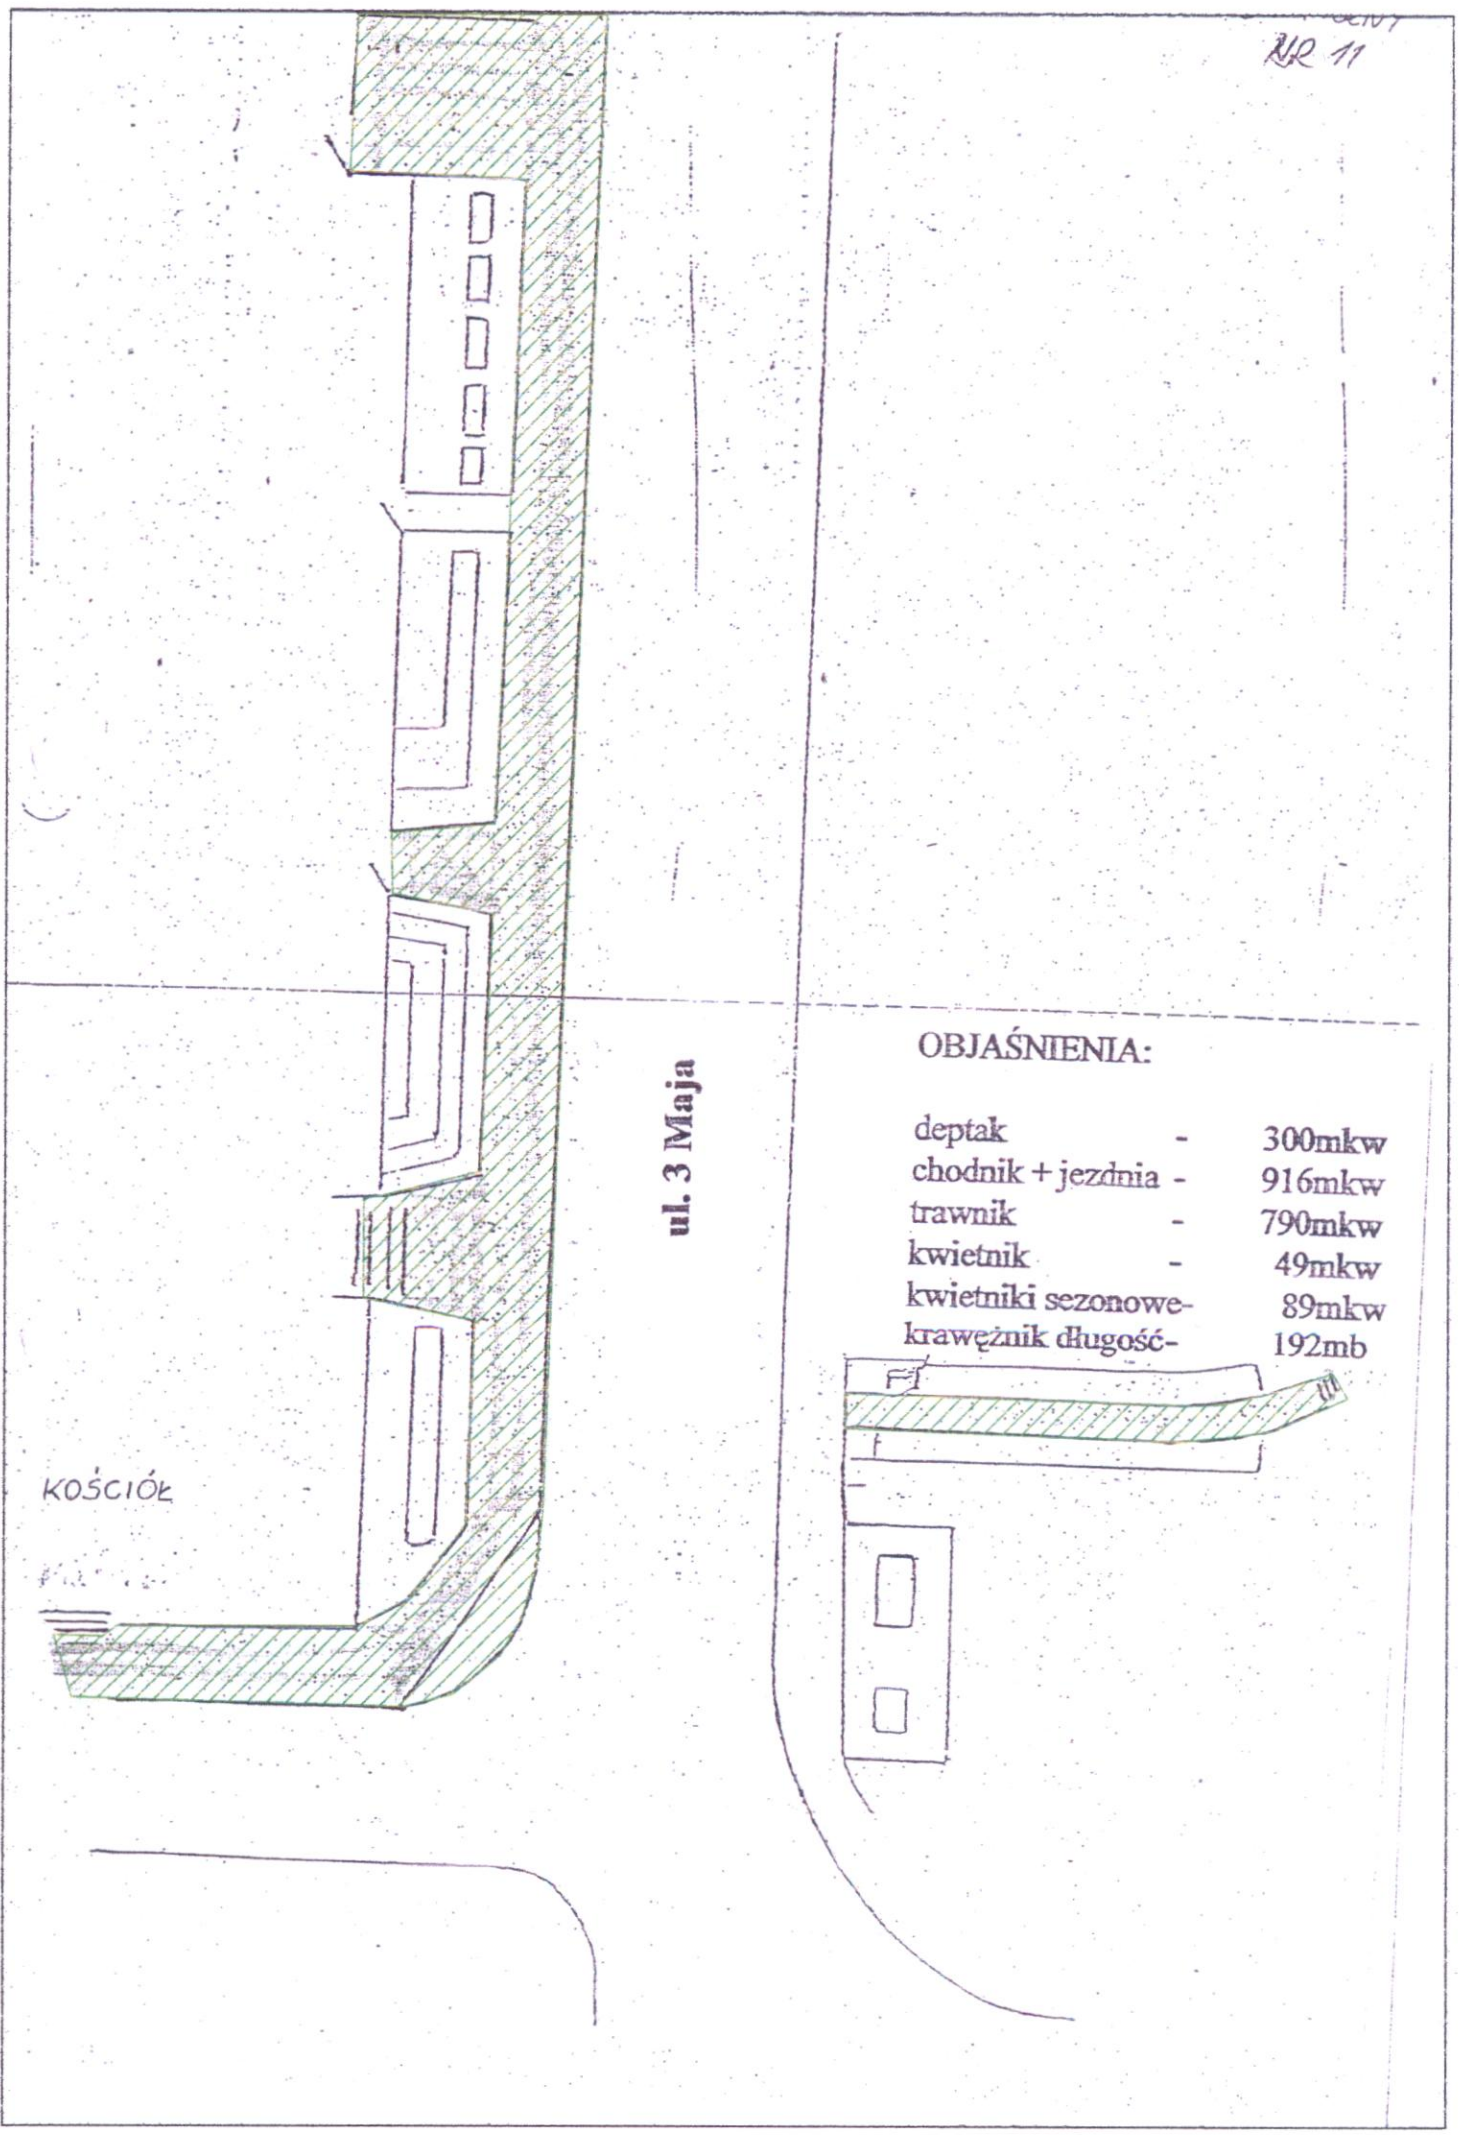 NR 11
ul. 3 Maja
OBJAŚNIENIA:
deptak - 300mkw
chodnik + jezdnia - 916mkw
trawnik - 790mkw
kwietnik - 49mkw
kwietniki sezonowe- 89mkw
krawężnik długość- 192mb
KOŚCIÓŁ